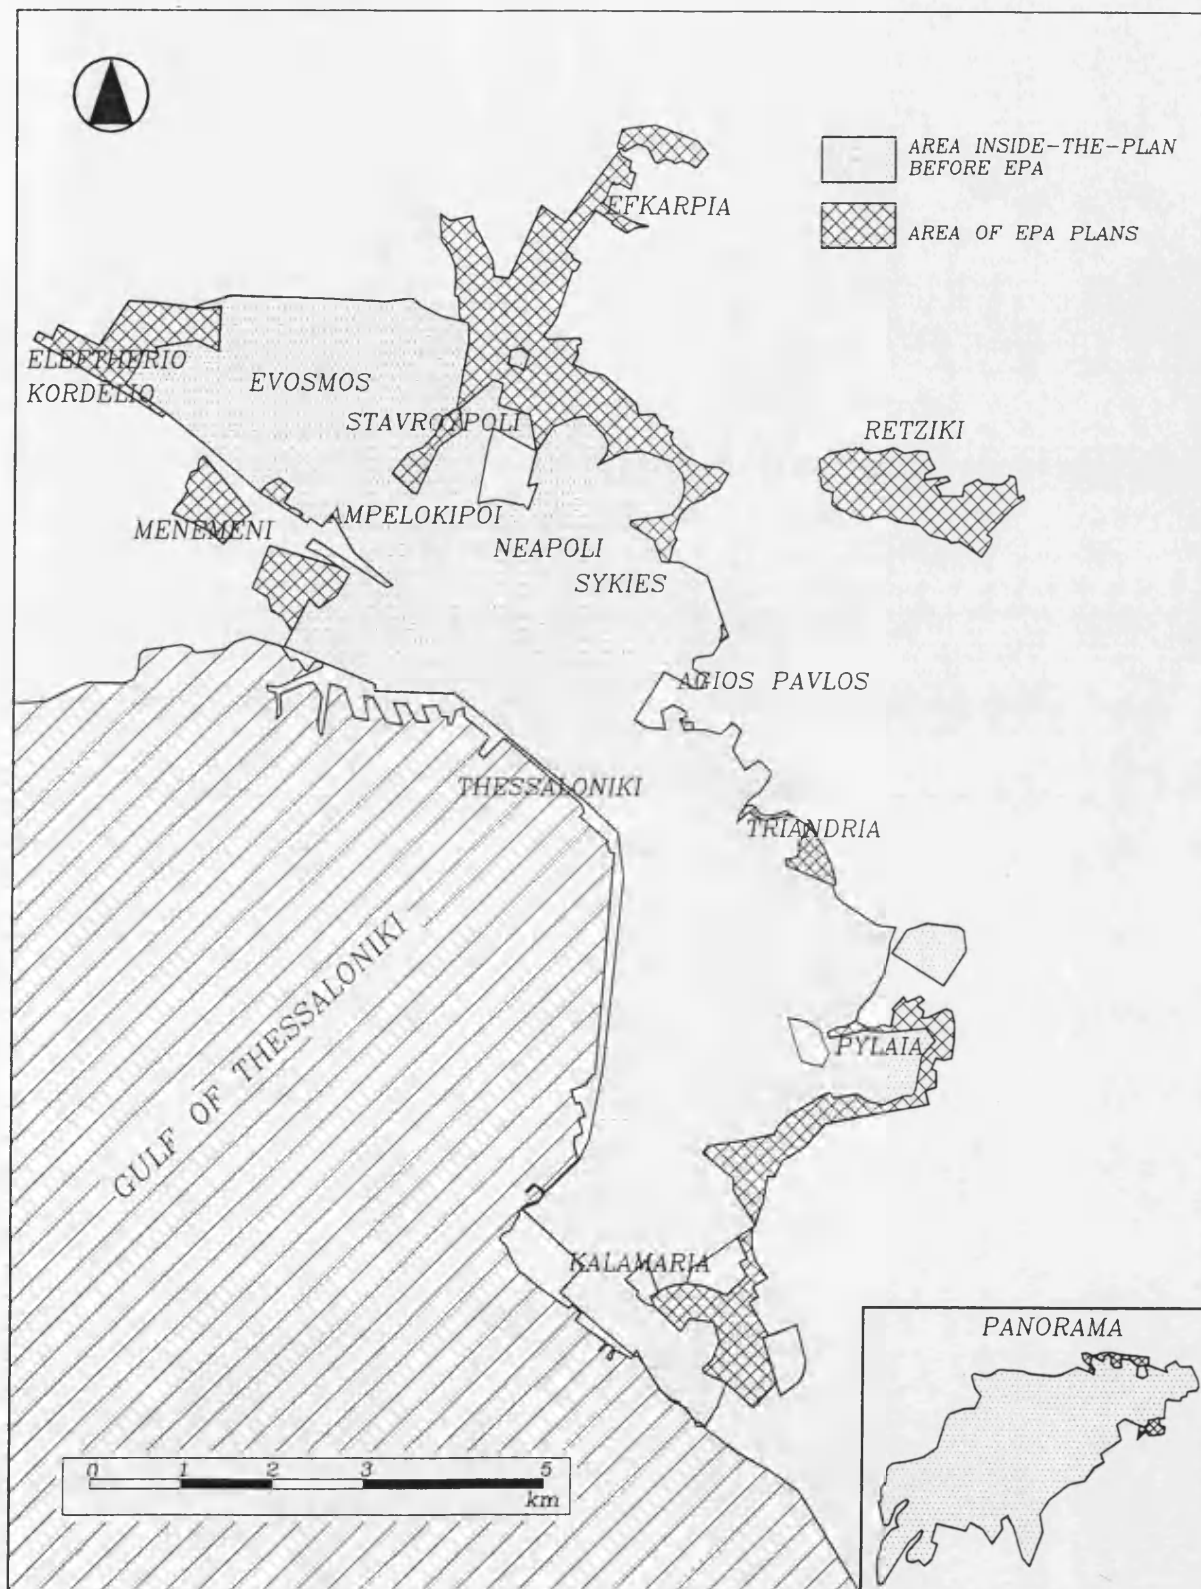 AREA INSIDE-THE-PLAN
BEFORE EPA
AREA OF EPA PLANS
EFKARPIA
ELEFTHERIO
KORDELIO
EVOSMOS
STAVROYPOLI
RETZIKI
MENEMENI
AMPELOKIPOI
NEAPOLI
SYKIES
AGIOS PAVLOS
THESSALONIKI
TRIANDRIA
GULF OF THESSALONIKI
PYLAIA
KALAMARIA
PANORAMA
0 1 2 3 5
km